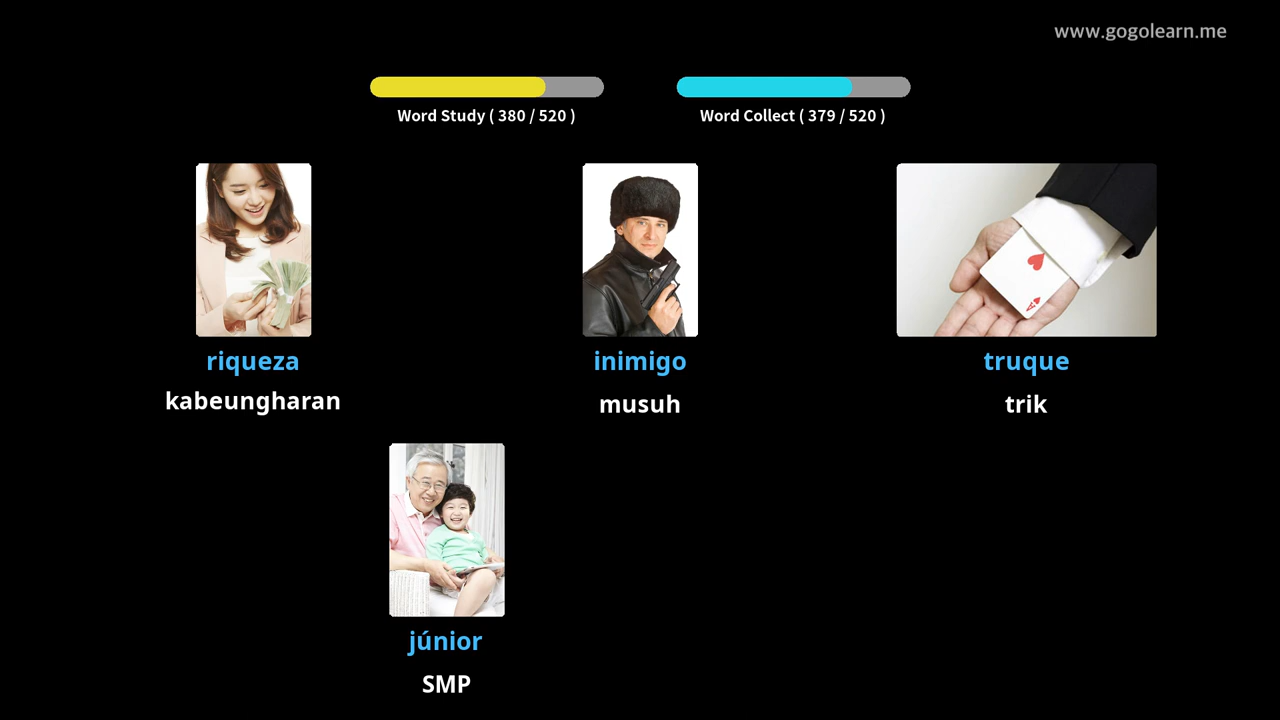 www.gogolearn.me
Word Study ( 380 / 520 )
Word Collect ( 379 / 520 )
riqueza
kabeungharan
inimigo
musuh
truque
trik
júnior
SMP